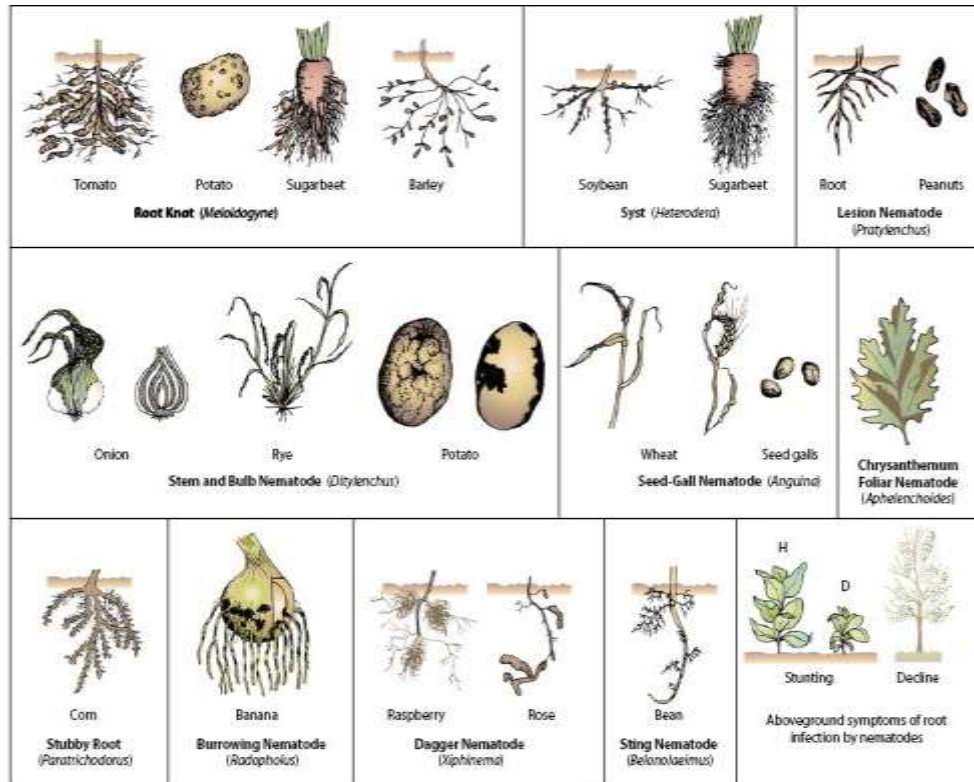 Tomato Potato Sugarbeet Barley
Root Knot (Meloidogyne)
Soybean Sugarbeet
Syst (Heterodera)
Root Peanuts
Lesion Nematode
(Pratylenchus)
Onion Rye Potato
Stem and Bulb Nematode (Ditylenchus)
Wheat Seed galls
Seed-Gall Nematode (Anguina)
Chrysanthemum
Foliar Nematode
(Aphelenchoides)
Corn
Stubby Root
(Paratrichodorus)
Banana
Burrowing Nematode
(Radopholus)
Raspberry Rose
Dagger Nematode
(Xiphinema)
Bean
Sting Nematode
(Belonolaimus)
H
D
Stunting Decline
Aboveground symptoms of root
infection by nematodes